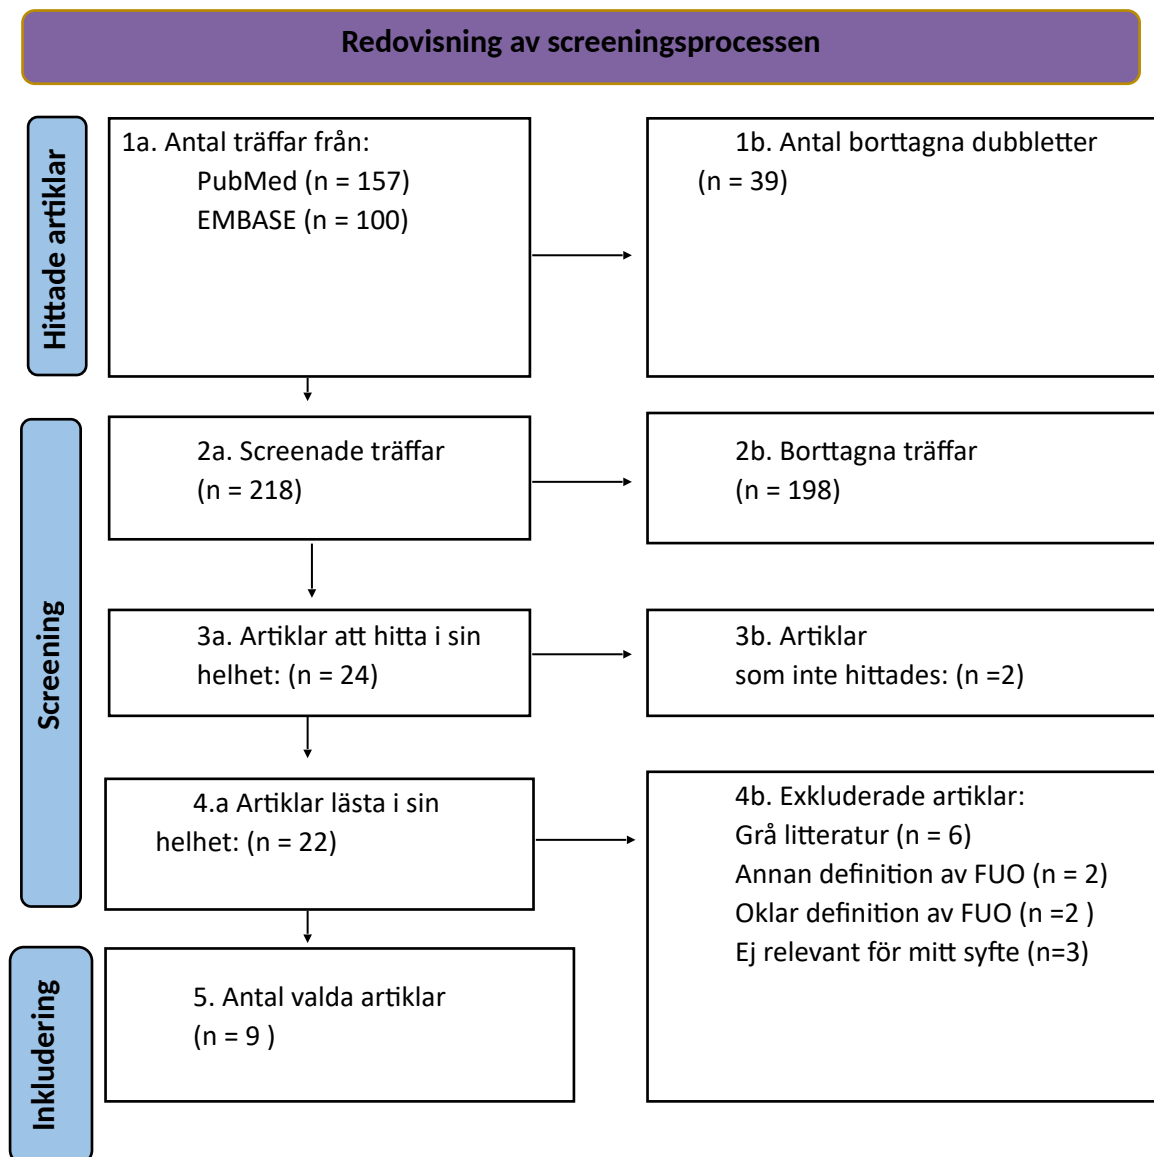 Redovisning av screeningsprocessen
Hittade artiklar
1a. Antal träffar från:
PubMed (n = 157)
EMBASE (n = 100)
1b. Antal borttagna dubbletter
(n = 39)
Screening
2a. Screenade träffar
(n = 218)
2b. Borttagna träffar
(n = 198)
3a. Artiklar att hitta i sin
helhet: (n = 24)
3b. Artiklar
som inte hittades: (n =2)
4.a Artiklar lästa i sin
helhet: (n = 22)
4b. Exkluderade artiklar:
Grå litteratur (n = 6)
Annan definition av FUO (n = 2)
Oklar definition av FUO (n =2 )
Ej relevant för mitt syfte (n=3)
Inkludering
5. Antal valda artiklar
(n = 9 )